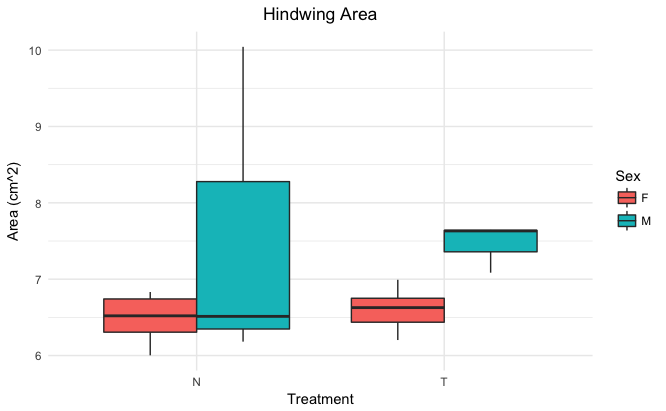 Hindwing Area
Area (cm^2)
10
9
8
7
6
N
T
Treatment
Sex
F
M